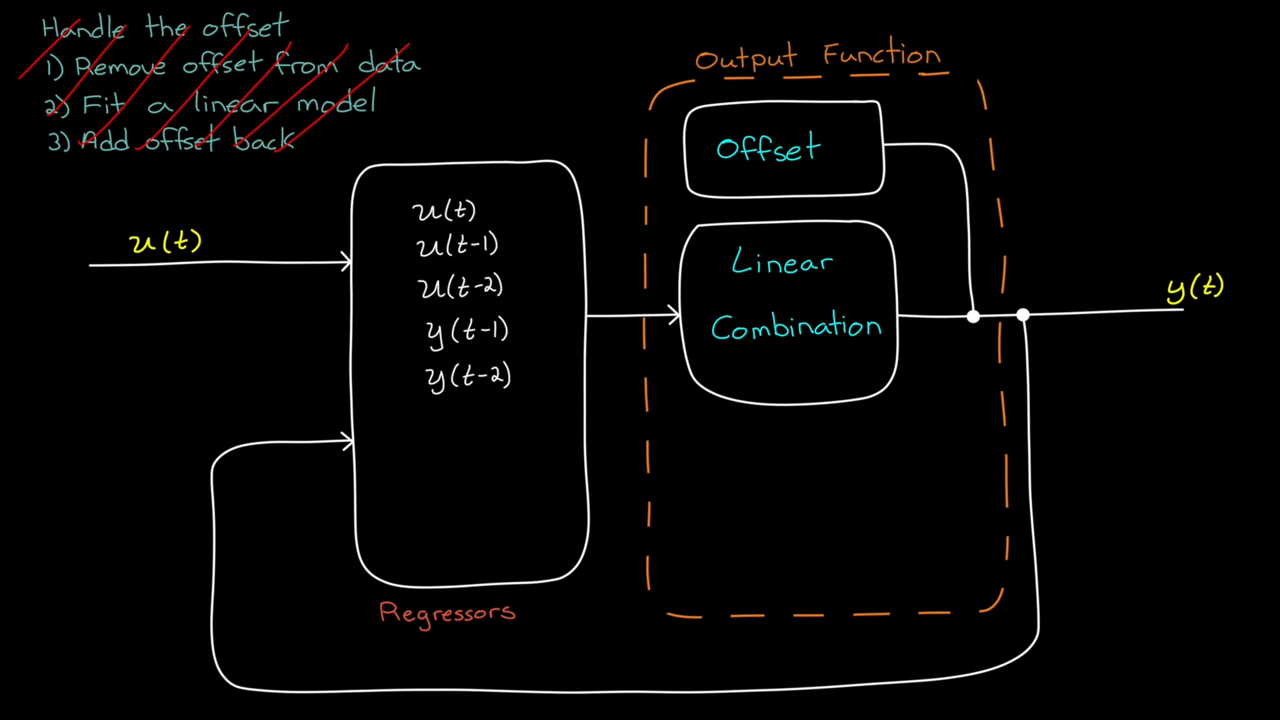 Handle the offset
1) Remove offset from data
2) Fit a linear model
3) Add offset back
Output Function
Offset
u(t)
u(t)
u(t-1)
u(t-2)
y(t-1)
y(t-2)
Linear
Combination
y(t)
Regressors